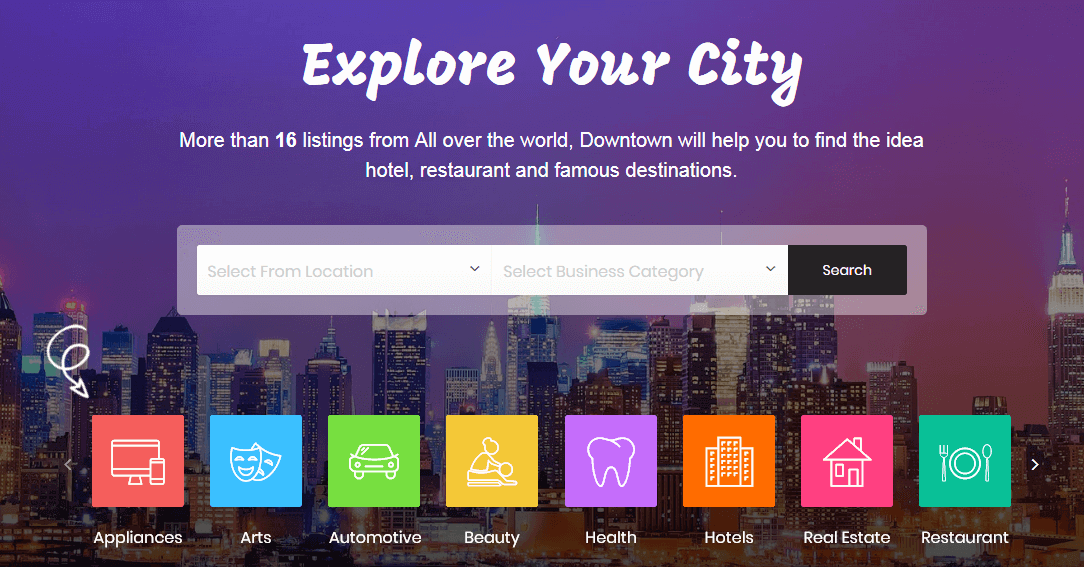 Explore Your City
More than 16 listings from All over the world, Downtown will help you to find the idea
hotel, restaurant and famous destinations.
Select From Location
Select Business Category
Search
Appliances
Arts
Automotive
Beauty
Health
Hotels
Real Estate
Restaurant